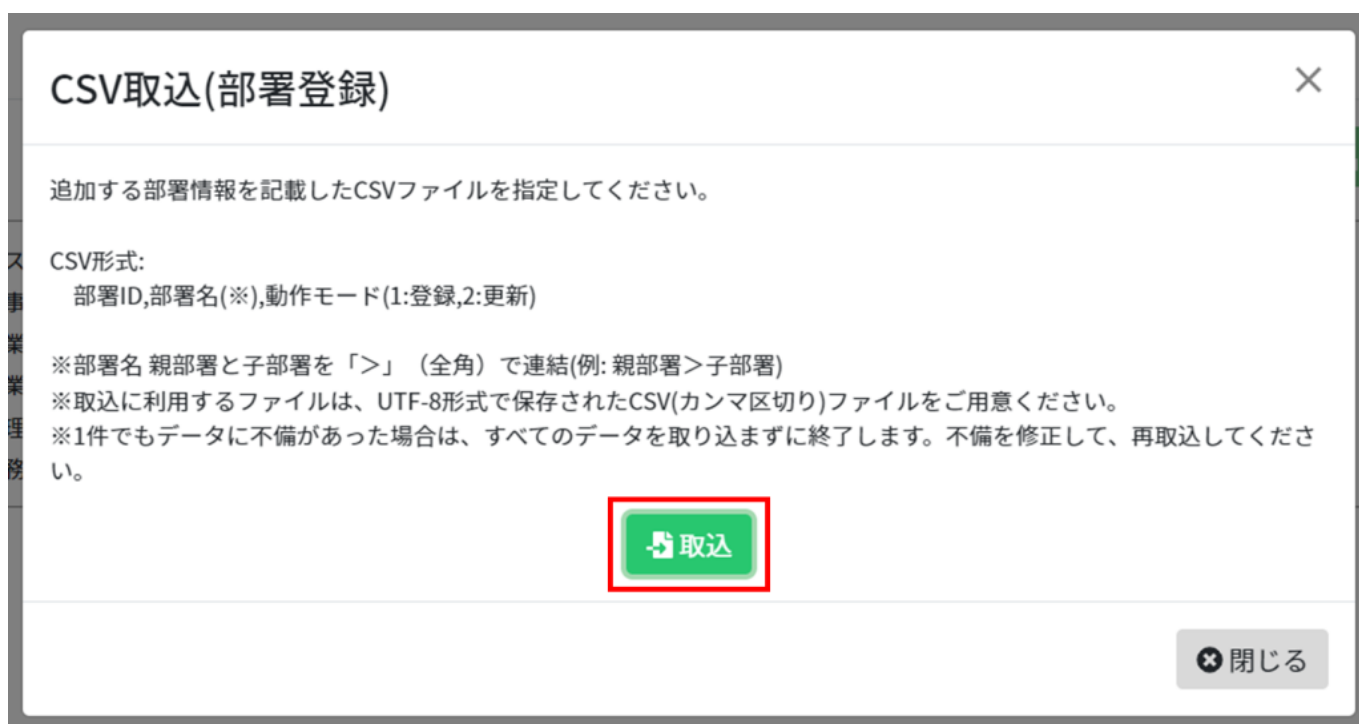 CSV取込(部署登録)
追加する部署情報を記載したCSVファイルを指定してください。
CSV形式:
部署ID,部署名(※),動作モード(1:登録,2:更新)
※部署名 親部署と子部署を「＞」（全角）で連結(例: 親部署＞子部署)
※取込に利用するファイルは、UTF-8形式で保存されたCSV(カンマ区切り)ファイルをご用意ください。
※1件でもデータに不備があった場合は、すべてのデータを取り込まずに終了します。不備を修正して、再取込してくださ
い。
取込
閉じる